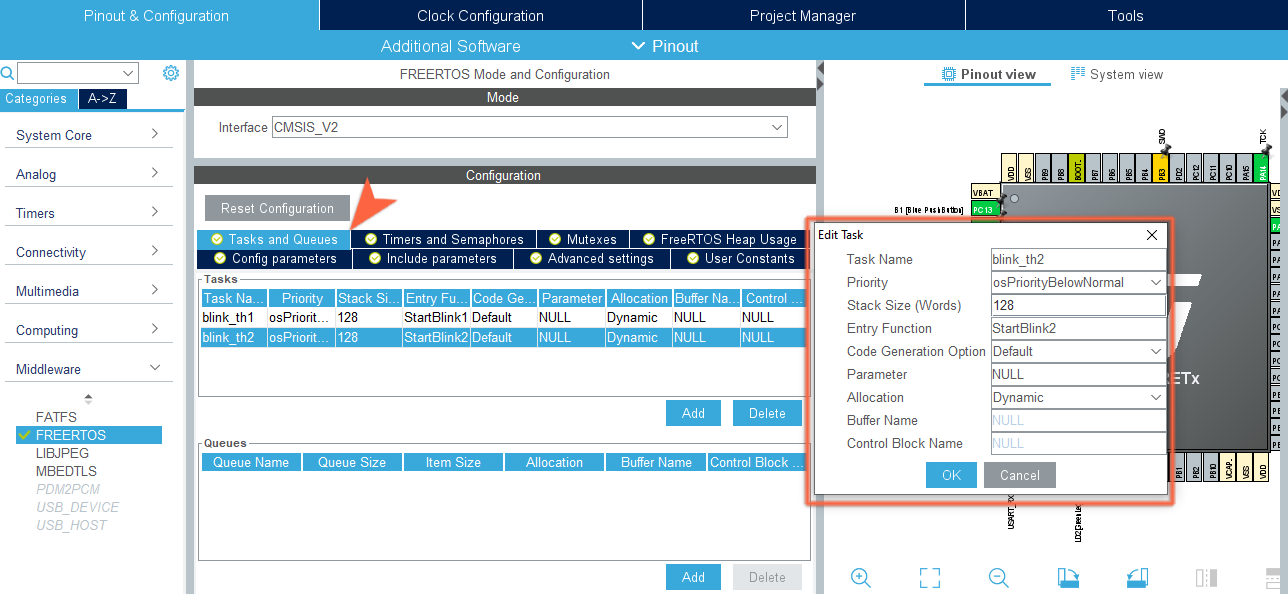 Pinout & Configuration
Clock Configuration
Project Manager
Tools
Additional Software
Pinout
Categories
A->Z
System Core
Analog
Timers
Connectivity
Multimedia
Computing
Middleware
FATFS
FREERTOS
LIBJPEG
MBEDTLS
PDM2PCM
USB_DEVICE
USB_HOST
FREERTOS Mode and Configuration
Mode
Interface CMSIS_V2
Configuration
Reset Configuration
Tasks and Queues
Timers and Semaphores
Mutexes
FreeRTOS Heap Usage
Config parameters
Include parameters
Advanced settings
User Constants
Tasks
Task Na... Priority Stack Si... Entry Fu... Code Ge... Parameter Allocation Buffer Na... Control ...
blink_th1 osPriorit... 128 StartBlink1 Default NULL Dynamic NULL NULL
blink_th2 osPriorit... 128 StartBlink2 Default NULL Dynamic NULL NULL
Add
Delete
Queues
Queue Name Queue Size Item Size Allocation Buffer Name Control Block ...
Add
Delete
Pinout view
System view
SWO
TCK
VDD
VSS
PB9
PB8
BOOT..
PB7
PB6
PB5
PB4
PB3
PD2
PC12
PC11
PC10
PA15
PA14
VBAT
B1 [Blue PushButton]
PC13
Edit Task
Task Name blink_th2
Priority osPriorityBelowNormal
Stack Size (Words) 128
Entry Function StartBlink2
Code Generation Option Default
Parameter NULL
Allocation Dynamic
Buffer Name NULL
Control Block Name NULL
OK
Cancel
ETx
PB1
PB2
PB10
VCAP.
VSS
VDD